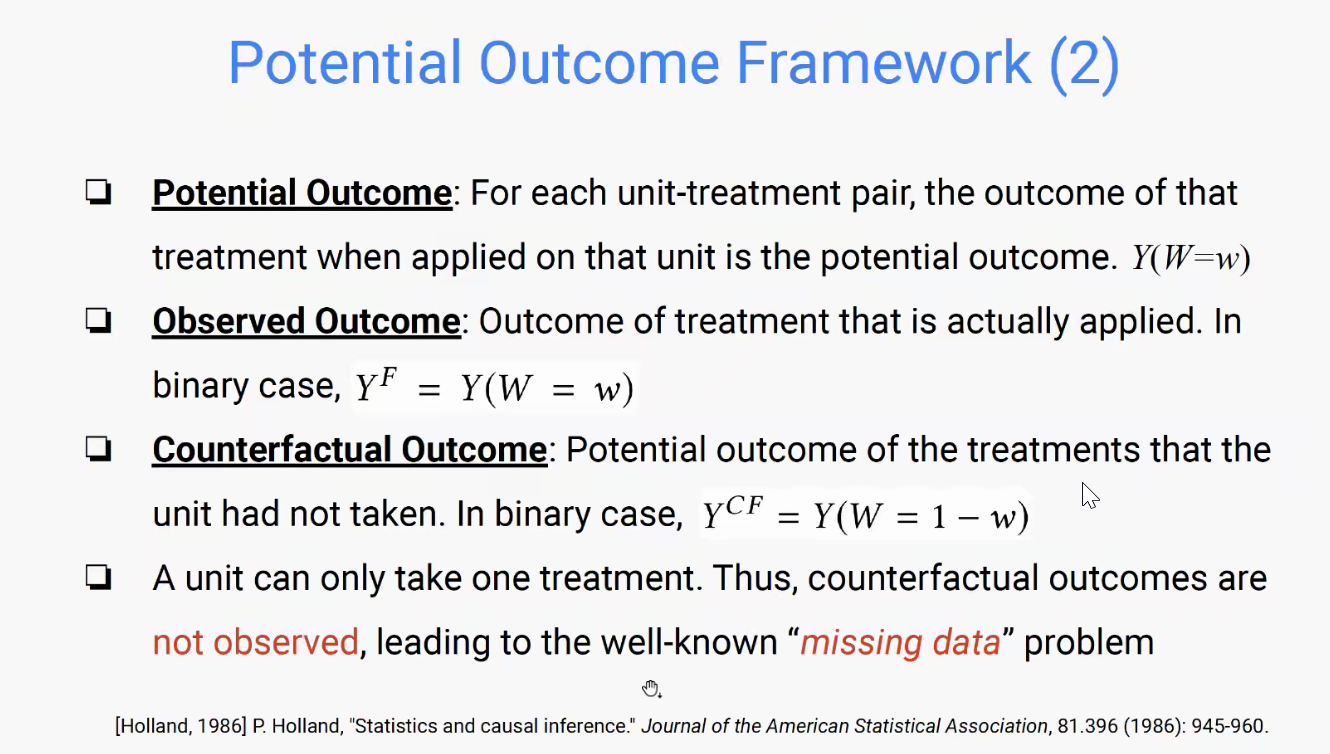 Potential Outcome Framework (2)
❏ Potential Outcome: For each unit-treatment pair, the outcome of that
treatment when applied on that unit is the potential outcome. Y(W=w)
❏ Observed Outcome: Outcome of treatment that is actually applied. In
binary case, Y^F = Y(W = w)
❏ Counterfactual Outcome: Potential outcome of the treatments that the
unit had not taken. In binary case, Y^{CF} = Y(W = 1 − w)
❏ A unit can only take one treatment. Thus, counterfactual outcomes are
not observed, leading to the well-known “missing data” problem
[Holland, 1986] P. Holland, "Statistics and causal inference." Journal of the American Statistical Association, 81.396 (1986): 945-960.